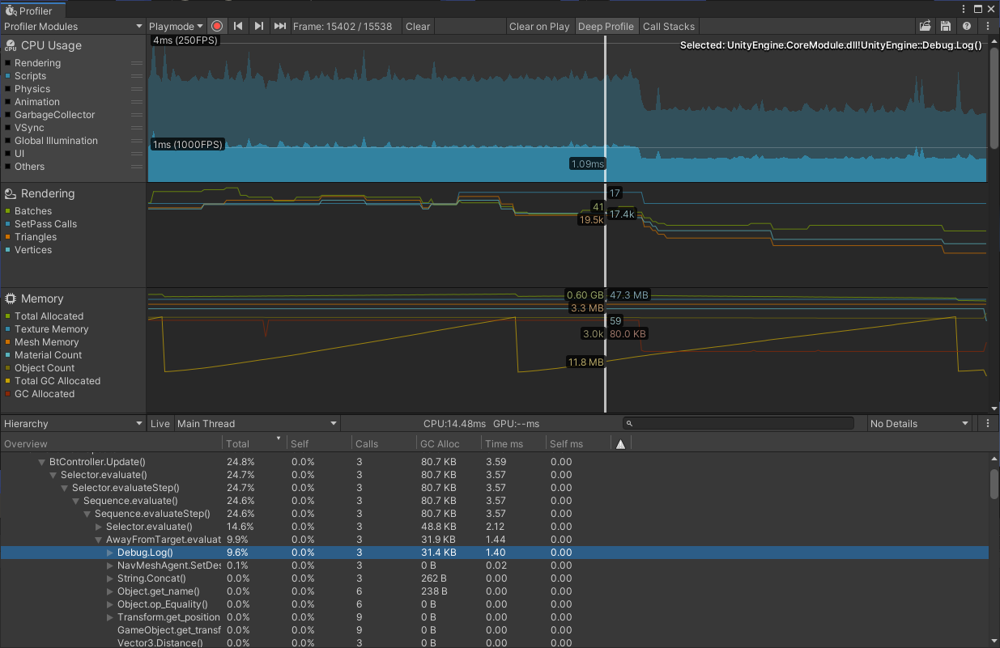 Profiler
Profiler Modules
Playmode
Frame: 15402 / 15538
Clear
Clear on Play
Deep Profile
Call Stacks
CPU Usage
Rendering
Scripts
Physics
Animation
GarbageCollector
VSync
Global Illumination
UI
Others
4ms (250FPS)
Selected: UnityEngine.CoreModule.dll!UnityEngine::Debug.Log()
1ms (1000FPS)
1.09ms
Rendering
Batches
SetPass Calls
Triangles
Vertices
17
41
17.4k
19.5k
Memory
Total Allocated
Texture Memory
Mesh Memory
Material Count
Object Count
Total GC Allocated
GC Allocated
0.60 GB
47.3 MB
3.3 MB
59
3.0k
80.0 KB
11.8 MB
Hierarchy
Live
Main Thread
CPU:14.48ms GPU:--ms
No Details
Overview Total Self Calls GC Alloc Time ms Self ms
BtController.Update() 24.8% 0.0% 3 80.7 KB 3.59 0.00
Selector.evaluate() 24.7% 0.0% 3 80.7 KB 3.57 0.00
Selector.evaluateStep() 24.7% 0.0% 3 80.7 KB 3.57 0.00
Sequence.evaluate() 24.6% 0.0% 3 80.7 KB 3.57 0.00
Sequence.evaluateStep() 24.6% 0.0% 3 80.7 KB 3.57 0.00
Selector.evaluate() 14.6% 0.0% 3 48.8 KB 2.12 0.00
AwayFromTarget.evaluat 9.9% 0.0% 3 31.9 KB 1.44 0.00
Debug.Log() 9.6% 0.0% 3 31.4 KB 1.40 0.00
NavMeshAgent.SetDes 0.1% 0.0% 3 0 B 0.02 0.00
String.Concat() 0.0% 0.0% 3 262 B 0.00 0.00
Object.get_name() 0.0% 0.0% 6 238 B 0.00 0.00
Object.op_Equality() 0.0% 0.0% 6 0 B 0.00 0.00
Transform.get_position 0.0% 0.0% 9 0 B 0.00 0.00
GameObject.get_transf 0.0% 0.0% 9 0 B 0.00 0.00
Vector3.Distance() 0.0% 0.0% 3 0 B 0.00 0.00